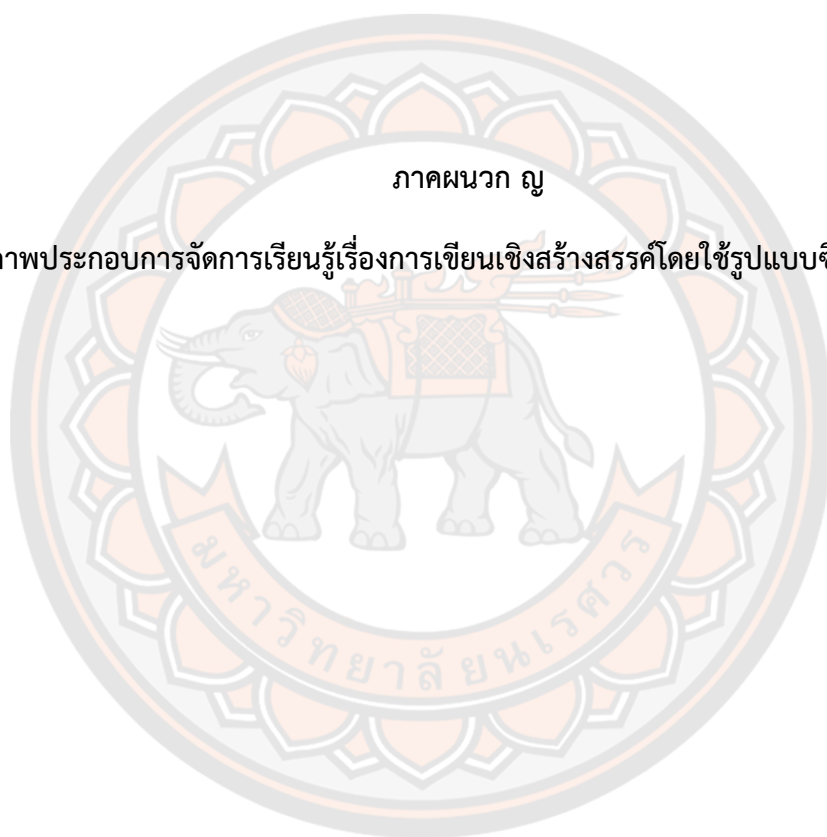 ภาคผนวก ญ
าพประกอบการจัดการเรียนรู้เรื่องการเขียนเชิงสร้างสรรค์โดยใช้รูปแบบซิ
มหาวิทยาลัยนเรศวร